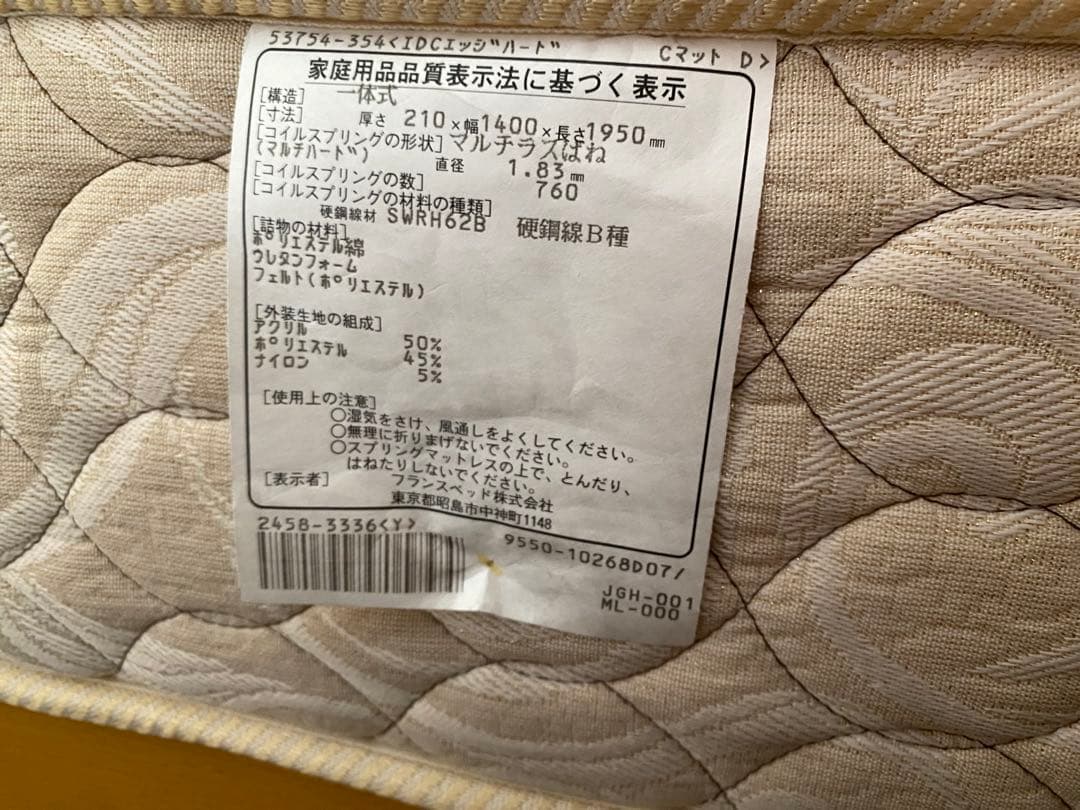 53754-354<IDCエッジハード Cマット D>
家庭用品品質表示法に基づく表示
[構造] 一体式
[寸法] 厚さ 210×幅1400×長さ1950mm
[コイルスプリングの形状] マルチラスばね
(マルチハード) 直径 1.83mm
[コイルスプリングの数] 760
[コイルスプリングの材料の種類]
硬鋼線材 SWRH62B 硬鋼線B種
[詰物の材料]
ポリエステル綿
ウレタンフォーム
フェルト(ポリエステル)
[外装生地の組成]
アクリル 50%
ポリエステル 45%
ナイロン 5%
[使用上の注意]
○湿気をさけ、風通しをよくしてください。
○無理に折りまげないでください。
○スプリングマットレスの上で、とんだり、
はねたりしないでください。
[表示者] フランスベッド株式会社
東京都昭島市中神町1148
2458-3336<Y> 9550-10268D07/
JGH-001
ML-000